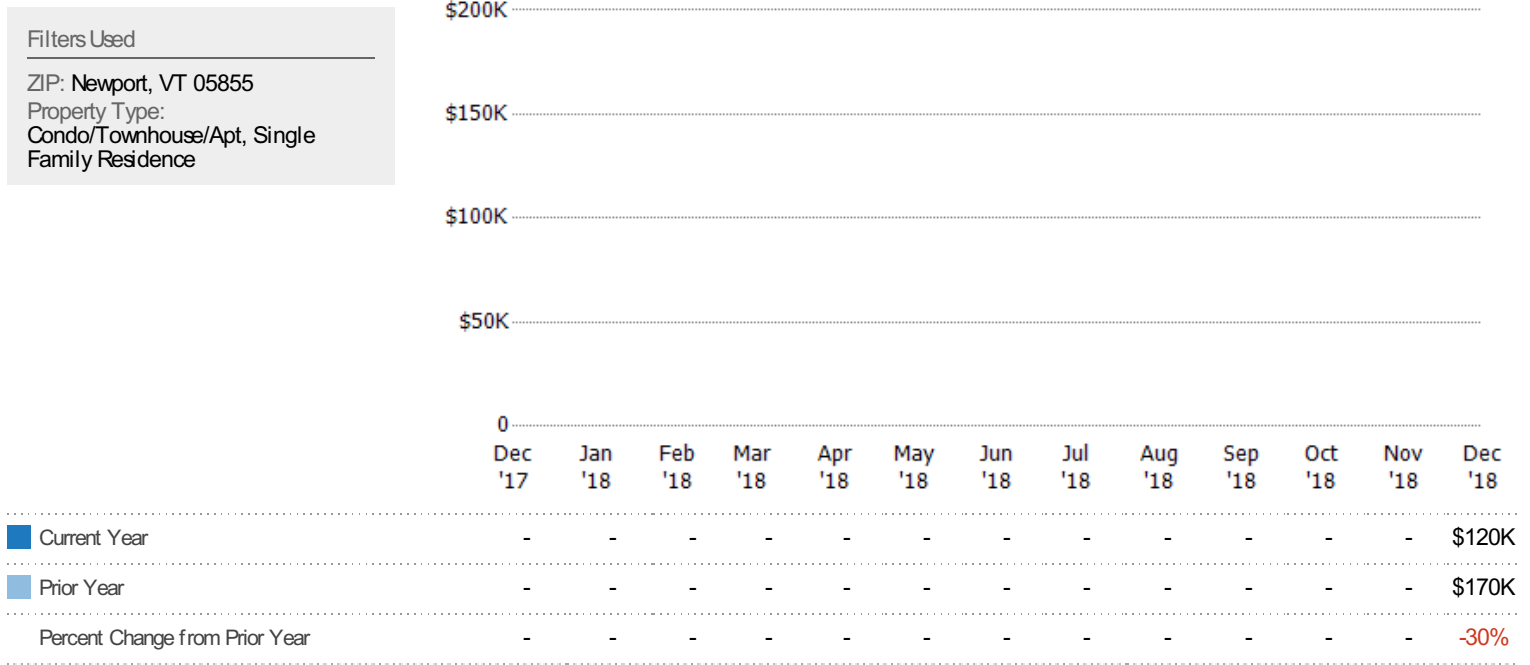 Filters Used
ZIP: Newport, VT 05855
Property Type:
Condo/Townhouse/Apt, Single
Family Residence
$200K
$150K
$100K
$50K
0
Dec Jan Feb Mar Apr May Jun Jul Aug Sep Oct Nov Dec
'17 '18 '18 '18 '18 '18 '18 '18 '18 '18 '18 '18 '18
Current Year - - - - - - - - - - - - $120K
Prior Year - - - - - - - - - - - - $170K
Percent Change from Prior Year - - - - - - - - - - - - -30%